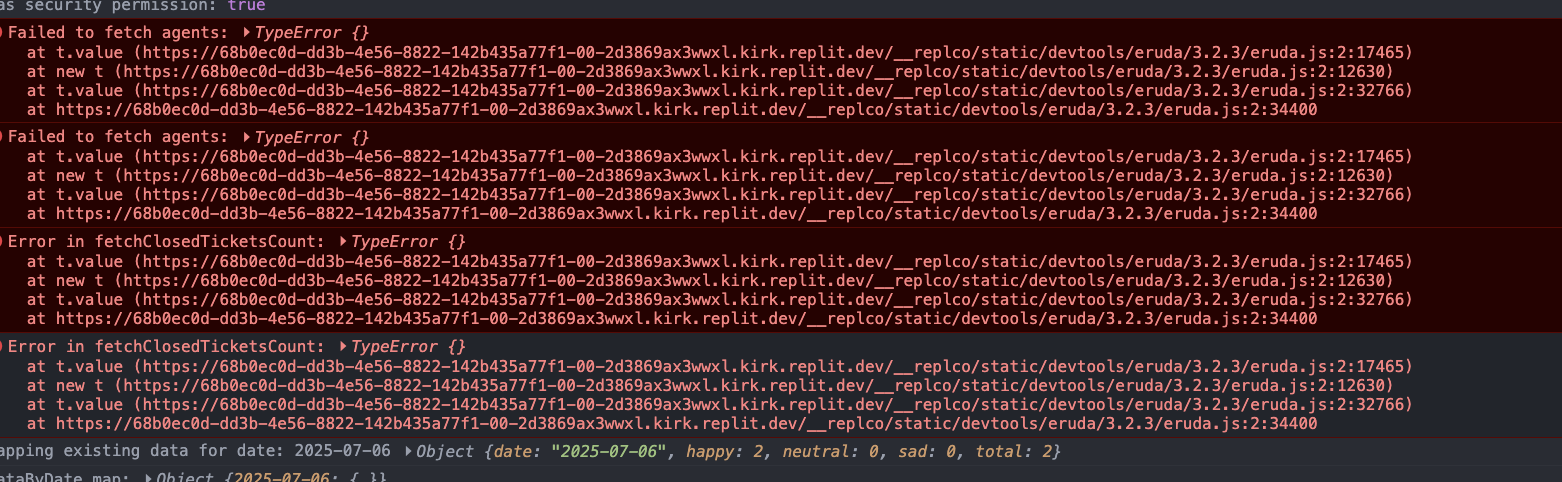 as security permission: true
Failed to fetch agents: ▶TypeError {}
at t.value (https://68b0ec0d-dd3b-4e56-8822-142b435a77f1-00-2d3869ax3wwxl.kirk.replit.dev/__replco/static/devtools/eruda/3.2.3/eruda.js:2:17465)
at new t (https://68b0ec0d-dd3b-4e56-8822-142b435a77f1-00-2d3869ax3wwxl.kirk.replit.dev/__replco/static/devtools/eruda/3.2.3/eruda.js:2:12630)
at t.value (https://68b0ec0d-dd3b-4e56-8822-142b435a77f1-00-2d3869ax3wwxl.kirk.replit.dev/__replco/static/devtools/eruda/3.2.3/eruda.js:2:32766)
at https://68b0ec0d-dd3b-4e56-8822-142b435a77f1-00-2d3869ax3wwxl.kirk.replit.dev/__replco/static/devtools/eruda/3.2.3/eruda.js:2:34400
Failed to fetch agents: ▶TypeError {}
at t.value (https://68b0ec0d-dd3b-4e56-8822-142b435a77f1-00-2d3869ax3wwxl.kirk.replit.dev/__replco/static/devtools/eruda/3.2.3/eruda.js:2:17465)
at new t (https://68b0ec0d-dd3b-4e56-8822-142b435a77f1-00-2d3869ax3wwxl.kirk.replit.dev/__replco/static/devtools/eruda/3.2.3/eruda.js:2:12630)
at t.value (https://68b0ec0d-dd3b-4e56-8822-142b435a77f1-00-2d3869ax3wwxl.kirk.replit.dev/__replco/static/devtools/eruda/3.2.3/eruda.js:2:32766)
at https://68b0ec0d-dd3b-4e56-8822-142b435a77f1-00-2d3869ax3wwxl.kirk.replit.dev/__replco/static/devtools/eruda/3.2.3/eruda.js:2:34400
Error in fetchClosedTicketsCount: ▶TypeError {}
at t.value (https://68b0ec0d-dd3b-4e56-8822-142b435a77f1-00-2d3869ax3wwxl.kirk.replit.dev/__replco/static/devtools/eruda/3.2.3/eruda.js:2:17465)
at new t (https://68b0ec0d-dd3b-4e56-8822-142b435a77f1-00-2d3869ax3wwxl.kirk.replit.dev/__replco/static/devtools/eruda/3.2.3/eruda.js:2:12630)
at t.value (https://68b0ec0d-dd3b-4e56-8822-142b435a77f1-00-2d3869ax3wwxl.kirk.replit.dev/__replco/static/devtools/eruda/3.2.3/eruda.js:2:32766)
at https://68b0ec0d-dd3b-4e56-8822-142b435a77f1-00-2d3869ax3wwxl.kirk.replit.dev/__replco/static/devtools/eruda/3.2.3/eruda.js:2:34400
Error in fetchClosedTicketsCount: ▶TypeError {}
at t.value (https://68b0ec0d-dd3b-4e56-8822-142b435a77f1-00-2d3869ax3wwxl.kirk.replit.dev/__replco/static/devtools/eruda/3.2.3/eruda.js:2:17465)
at new t (https://68b0ec0d-dd3b-4e56-8822-142b435a77f1-00-2d3869ax3wwxl.kirk.replit.dev/__replco/static/devtools/eruda/3.2.3/eruda.js:2:12630)
at t.value (https://68b0ec0d-dd3b-4e56-8822-142b435a77f1-00-2d3869ax3wwxl.kirk.replit.dev/__replco/static/devtools/eruda/3.2.3/eruda.js:2:32766)
at https://68b0ec0d-dd3b-4e56-8822-142b435a77f1-00-2d3869ax3wwxl.kirk.replit.dev/__replco/static/devtools/eruda/3.2.3/eruda.js:2:34400
apping existing data for date: 2025-07-06 ▶Object {date: "2025-07-06", happy: 2, neutral: 0, sad: 0, total: 2}
ataByDate map: ▶Object {2025-07-06: {…}}